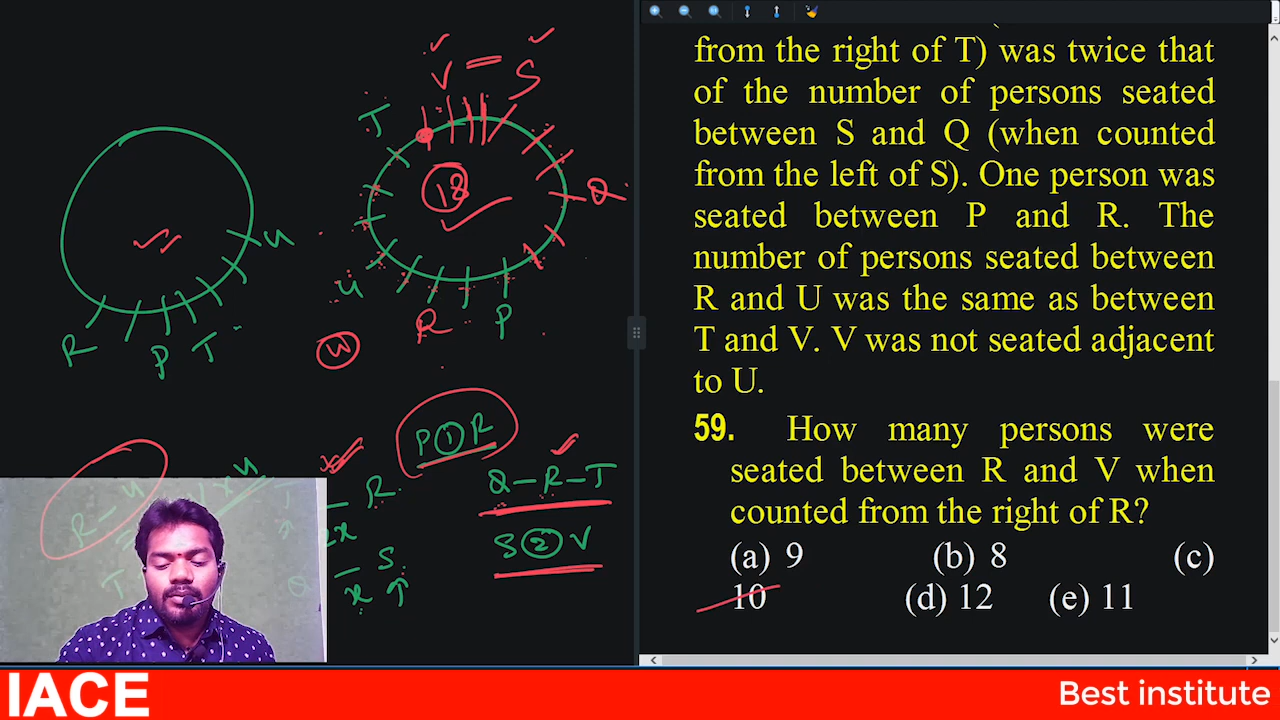 from the right of T) was twice that
of the number of persons seated
between S and Q (when counted
from the left of S). One person was
seated between P and R. The
number of persons seated between
R and U was the same as between
T and V. V was not seated adjacent
to U.
59. How many persons were
seated between R and V when
counted from the right of R?
(a) 9 (b) 8 (c)
10 (d) 12 (e) 11
V S
T
18
Q
U
U
R P T
R P
W
P 1 R
R - U
U
R
Q - R - T
2x
S 2 V
S
x
T
IACE
Best institute